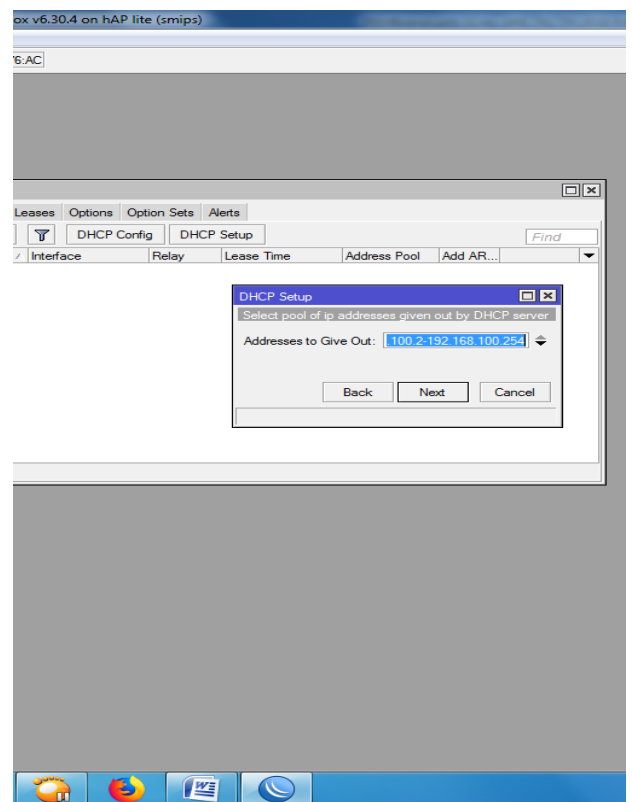 ox v6.30.4 on hAP lite (smips)
6:AC
Leases Options Option Sets Alerts
DHCP Config DHCP Setup Find
Interface Relay Lease Time Address Pool Add AR...
DHCP Setup
Select pool of ip addresses given out by DHCP server
Addresses to Give Out: .100.2-192.168.100.254
Back Next Cancel